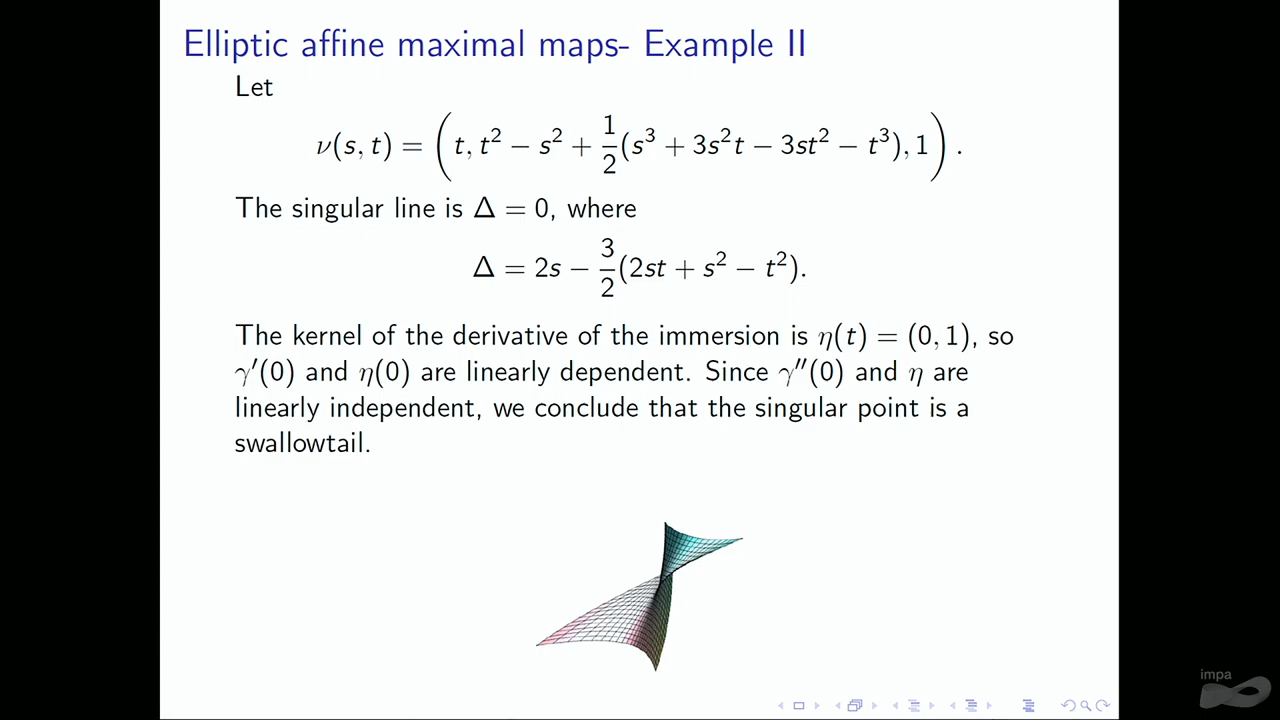 Elliptic affine maximal maps- Example II
Let
ν(s, t) = (t, t² − s² + 1/2(s³ + 3s²t − 3st² − t³), 1).
The singular line is Δ = 0, where
Δ = 2s − 3/2(2st + s² − t²).
The kernel of the derivative of the immersion is η(t) = (0, 1), so
γ′(0) and η(0) are linearly dependent. Since γ″(0) and η are
linearly independent, we conclude that the singular point is a
swallowtail.
impa